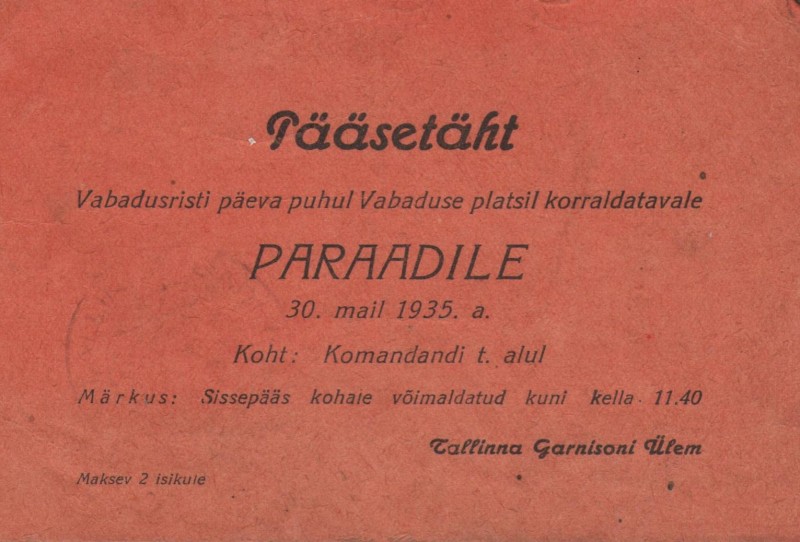 Pääsetäht
Vabadusristi päeva puhul Vabaduse platsil korraldatavale
PARAADILE
30. mail 1935. a.
Koht: Komandandi t. alul
Märkus: Sissepääs kohale võimaldatud kuni kella 11.40
Tallinna Garnisoni Ülem
Maksev 2 isikule